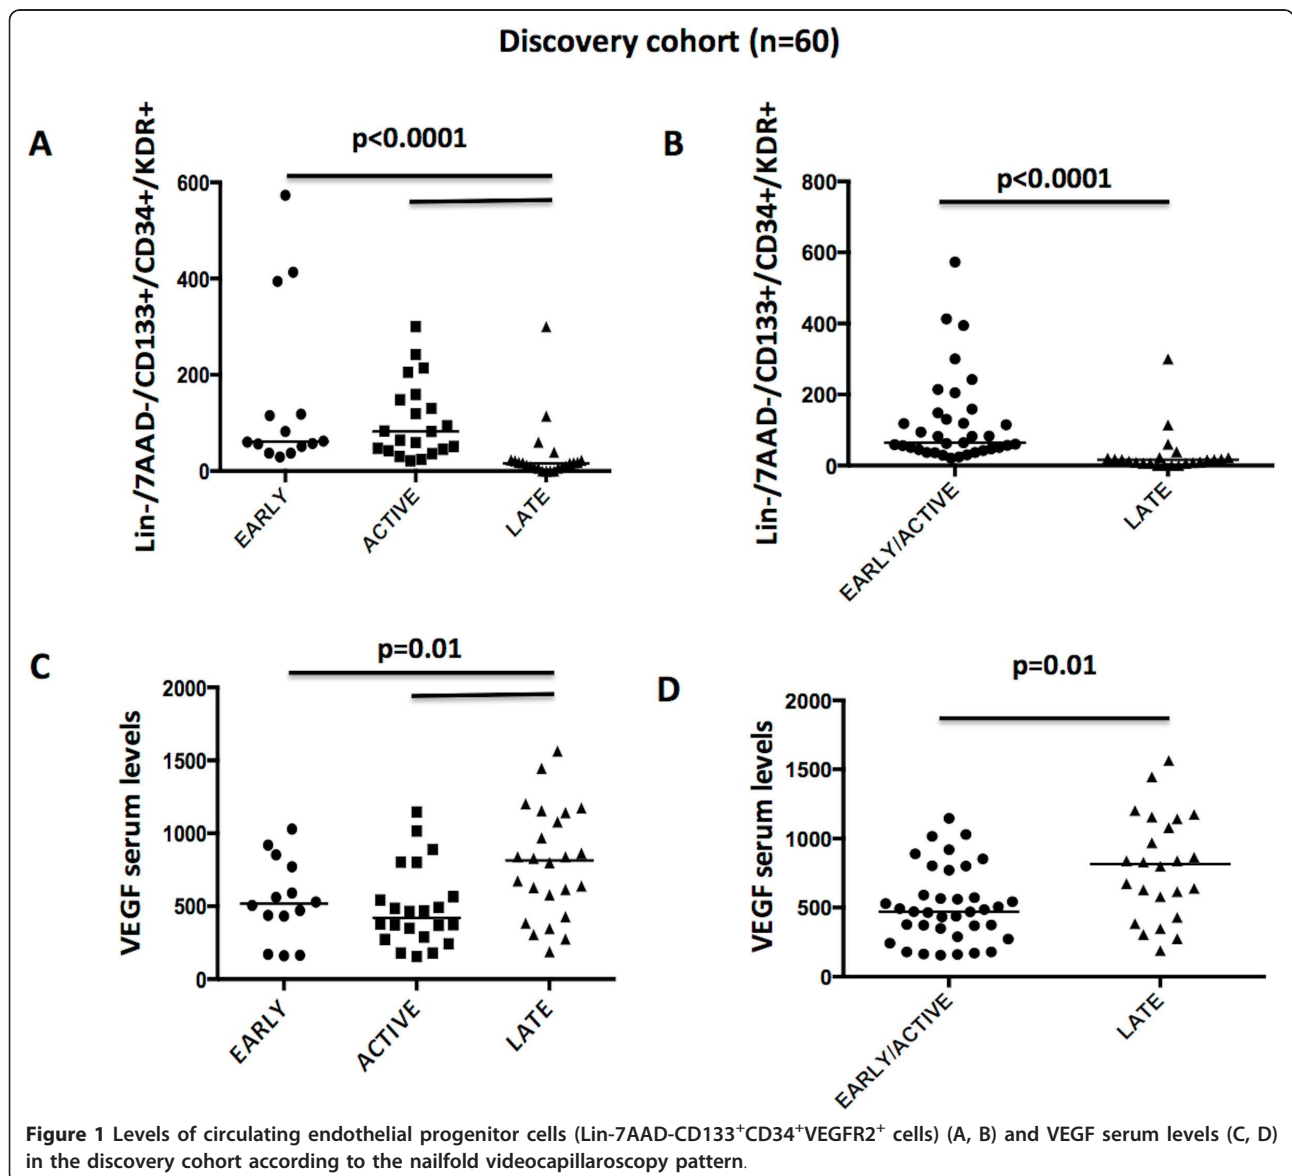 Discovery cohort (n=60)
A
Lin-/7AAD-/CD133+/CD34+/KDR+
p<0.0001
600
400
200
0
EARLY
ACTIVE
LATE
B
Lin-/7AAD-/CD133+/CD34+/KDR+
p<0.0001
800
600
400
200
0
EARLY/ACTIVE
LATE
C
VEGF serum levels
p=0.01
2000
1500
1000
500
0
EARLY
ACTIVE
LATE
D
VEGF serum levels
p=0.01
2000
1500
1000
500
0
EARLY/ACTIVE
LATE
Figure 1 Levels of circulating endothelial progenitor cells (Lin-7AAD-CD133⁺CD34⁺VEGFR2⁺ cells) (A, B) and VEGF serum levels (C, D)
in the discovery cohort according to the nailfold videocapillaroscopy pattern.